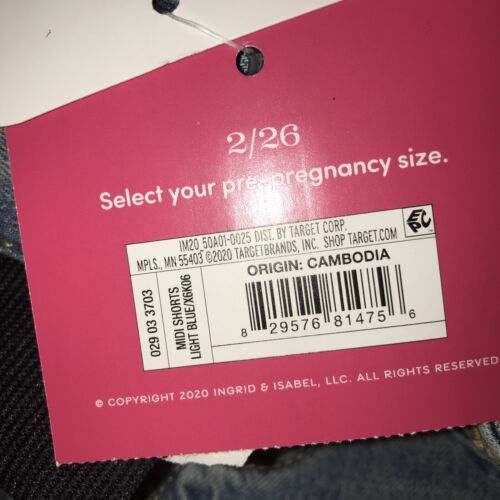 2/26
Select your pre-pregnancy size.
IM20_50A01-0025 DIST. BY TARGET CORP.
MPLS., MN 55403 ©2020 TARGETBRANDS, INC. SHOP TARGET.COM
029 03 3703
MIDI SHORTS
LIGHT BLUE/X6K06
ORIGIN: CAMBODIA
8 29576 81475 6
EPC
© COPYRIGHT 2020 INGRID & ISABEL, LLC. ALL RIGHTS RESERVED